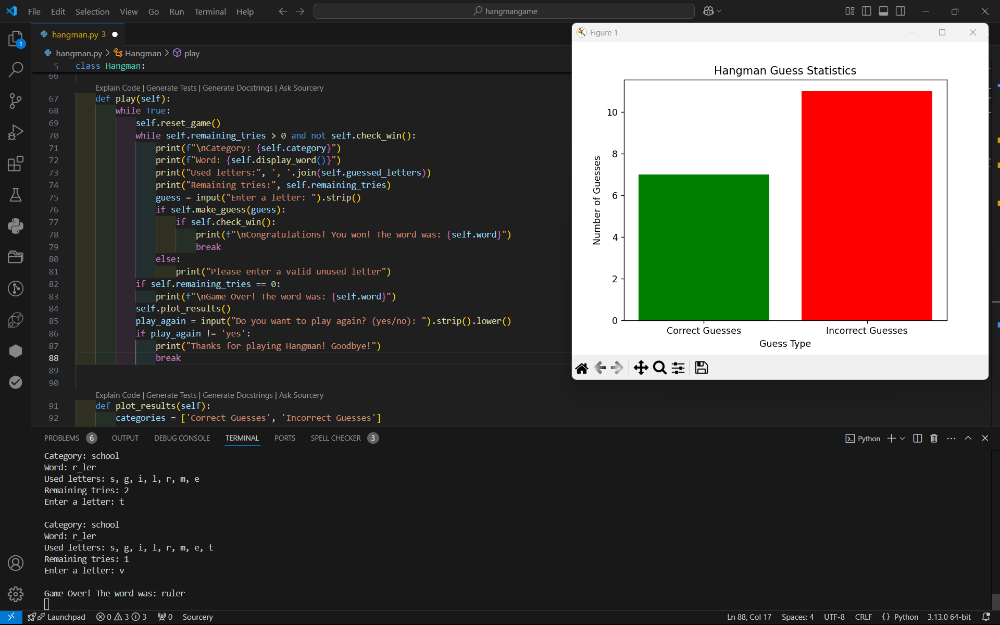 File Edit Selection View Go Run Terminal Help
hangmangame
hangman.py 3
1
hangman.py > Hangman > play
5 class Hangman:
66
Explain Code | Generate Tests | Generate Docstrings | Ask Sourcery
67 def play(self):
68 while True:
69 self.reset_game()
70 while self.remaining_tries > 0 and not self.check_win():
71 print(f"\nCategory: {self.category}")
72 print(f"Word: {self.display_word()}")
73 print("Used letters:", ', '.join(self.guessed_letters))
74 print("Remaining tries:", self.remaining_tries)
75 guess = input("Enter a letter: ").strip()
76 if self.make_guess(guess):
77 if self.check_win():
78 print(f"\nCongratulations! You won! The word was: {self.word}")
79 break
80 else:
81 print("Please enter a valid unused letter")
82 if self.remaining_tries == 0:
83 print(f"\nGame Over! The word was: {self.word}")
84 self.plot_results()
85 play_again = input("Do you want to play again? (yes/no): ").strip().lower()
86 if play_again != 'yes':
87 print("Thanks for playing Hangman! Goodbye!")
88 break
89
90
Explain Code | Generate Tests | Generate Docstrings | Ask Sourcery
91 def plot_results(self):
92 categories = ['Correct Guesses', 'Incorrect Guesses']
Figure 1
Hangman Guess Statistics
Number of Guesses
10
8
6
4
2
0
Correct Guesses Incorrect Guesses
Guess Type
PROBLEMS 6 OUTPUT DEBUG CONSOLE TERMINAL PORTS SPELL CHECKER 3
Python
Category: school
Word: r_ler
Used letters: s, g, i, l, r, m, e
Remaining tries: 2
Enter a letter: t
Category: school
Word: r_ler
Used letters: s, g, i, l, r, m, e, t
Remaining tries: 1
Enter a letter: v
Game Over! The word was: ruler
Launchpad 0 3 3 0 Sourcery
Ln 88, Col 17 Spaces: 4 UTF-8 CRLF {} Python 3.13.0 64-bit